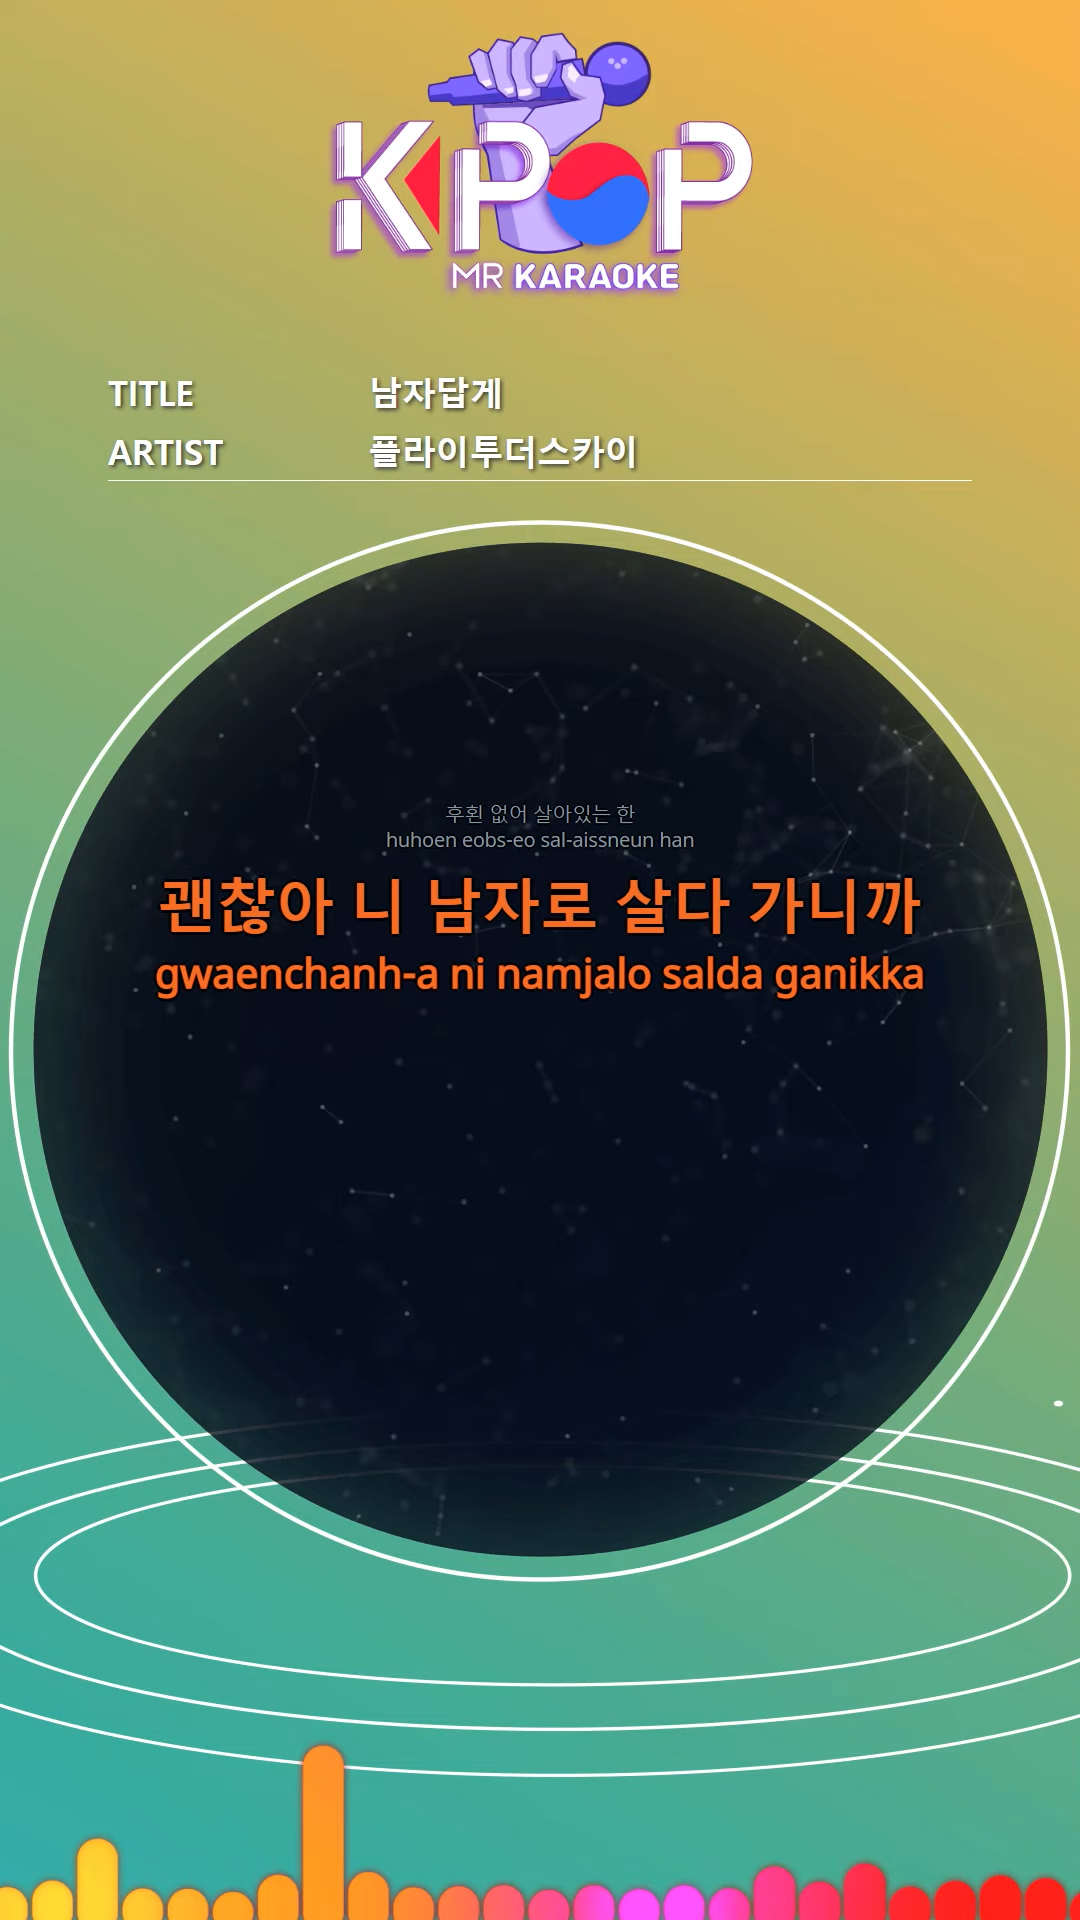 KPOP
MR KARAOKE
TITLE 남자답게
ARTIST 플라이투더스카이
후횐 없어 살아있는 한
huhoen eobs-eo sal-aissneun han
괜찮아 니 남자로 살다 가니까
gwaenchanh-a ni namjalo salda ganikka